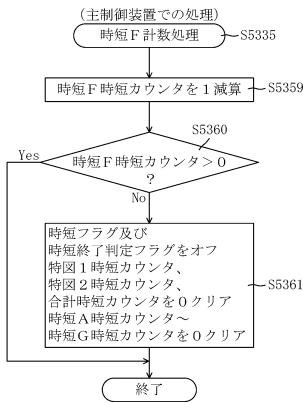 (主制御装置での処理)
時短Ｆ計数処理
S5335
時短Ｆ時短カウンタを１減算
S5359
S5360
Yes
時短Ｆ時短カウンタ＞０
？
No
時短フラグ及び
時短終了判定フラグをオフ
特図１時短カウンタ、
特図２時短カウンタ、
合計時短カウンタを０クリア
時短Ａ時短カウンタ～
時短Ｇ時短カウンタを０クリア
S5361
終了